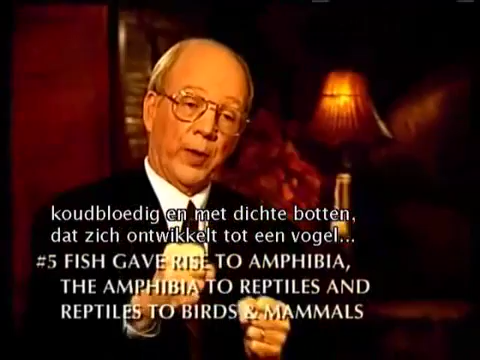 koudbloedig en met dichte botten,
dat zich ontwikkelt tot een vogel...
#5 FISH GAVE RISE TO AMPHIBIA,
THE AMPHIBIA TO REPTILES AND
REPTILES TO BIRDS & MAMMALS